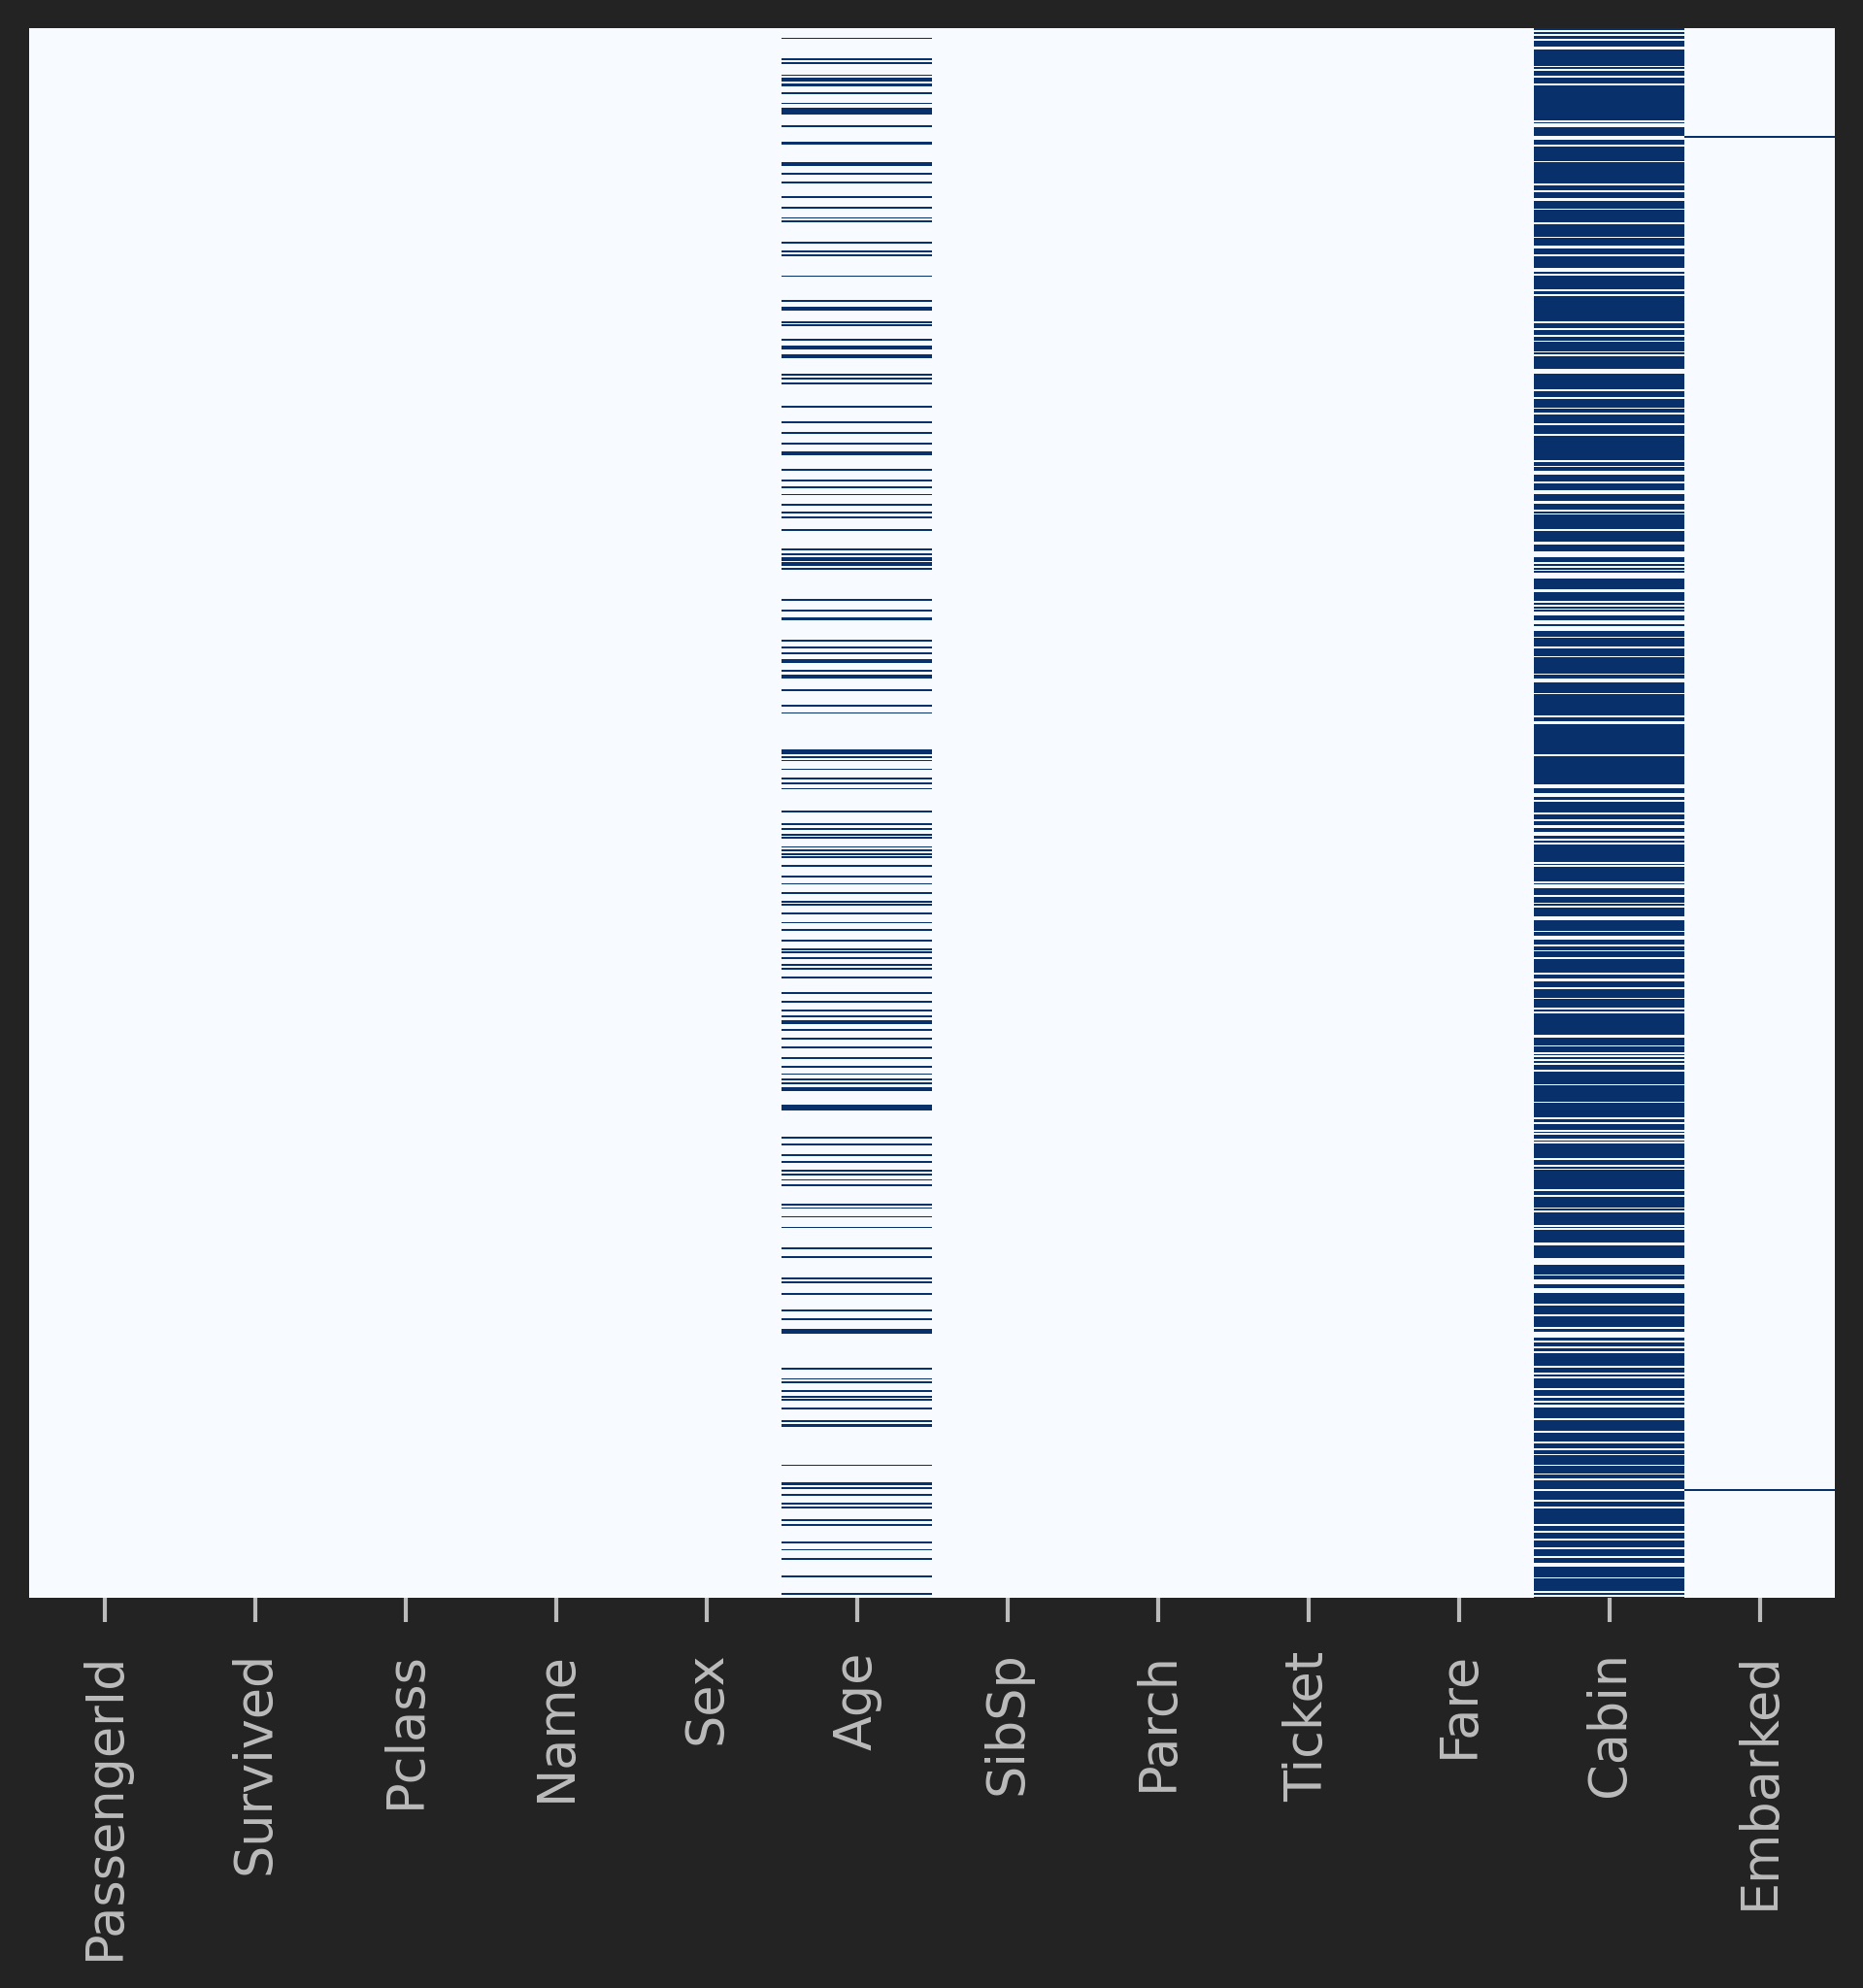 PassengerId
Survived
Pclass
Name
Sex
Age
SibSp
Parch
Ticket
Fare
Cabin
Embarked